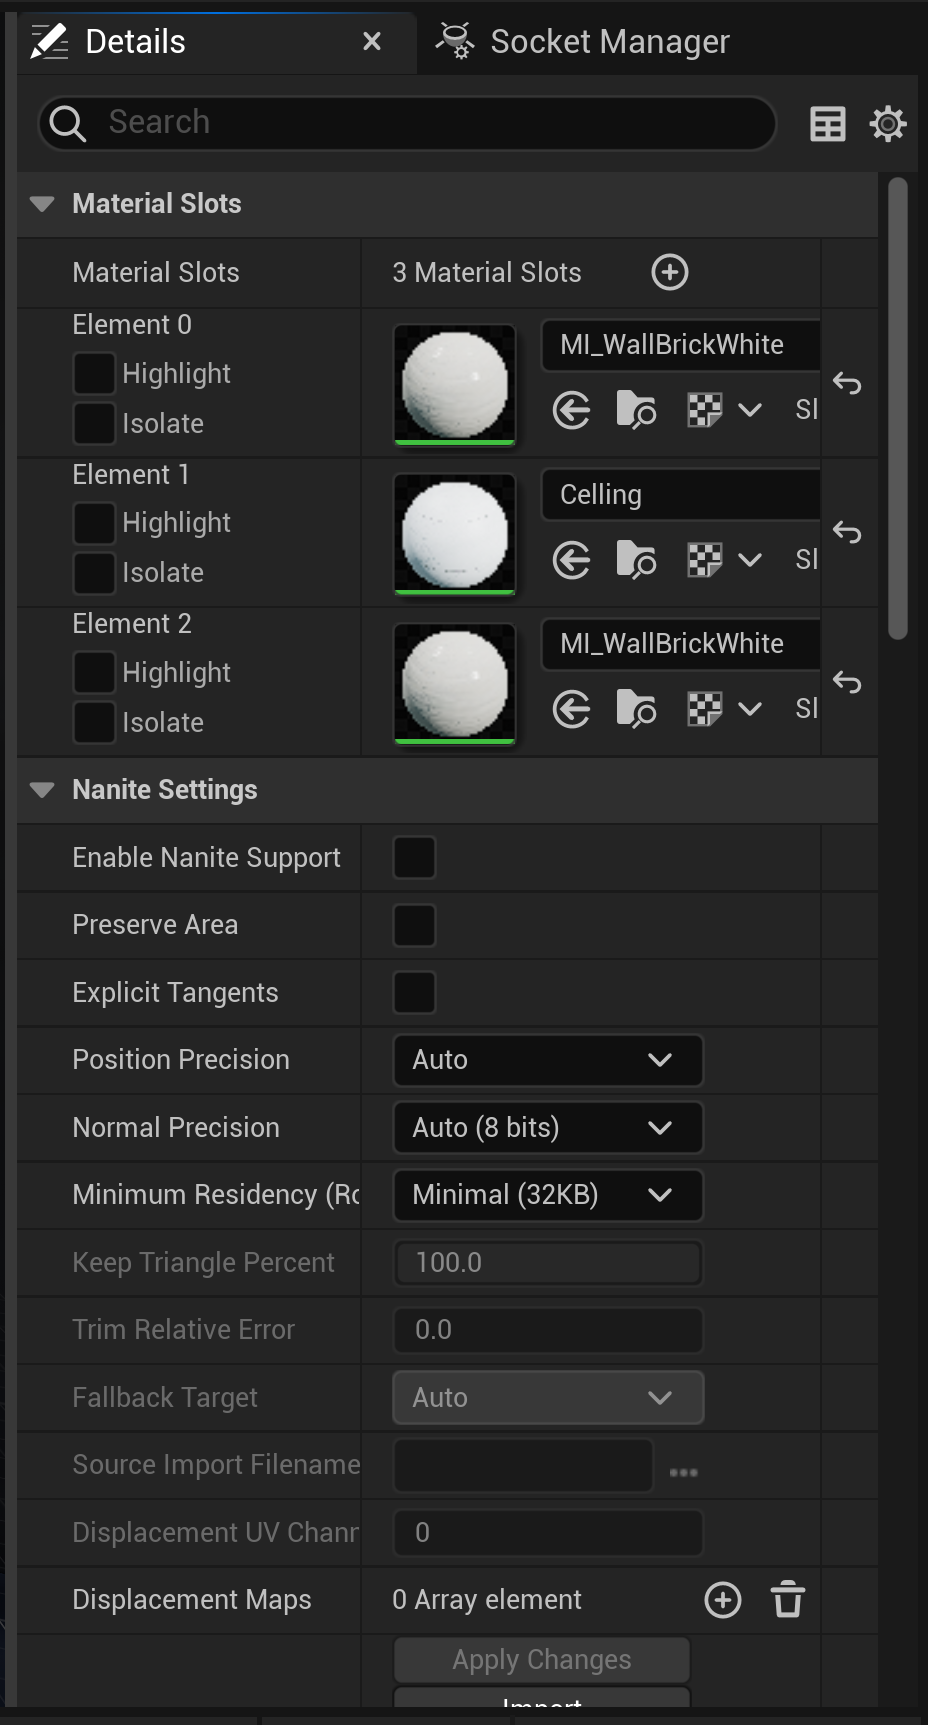 Details
Socket Manager
Search
Material Slots
Material Slots
3 Material Slots
Element 0
Highlight
Isolate
MI_WallBrickWhite
Sl
Element 1
Highlight
Isolate
Celling
Sl
Element 2
Highlight
Isolate
MI_WallBrickWhite
Sl
Nanite Settings
Enable Nanite Support
Preserve Area
Explicit Tangents
Position Precision
Auto
Normal Precision
Auto (8 bits)
Minimum Residency (Ro
Minimal (32KB)
Keep Triangle Percent
100.0
Trim Relative Error
0.0
Fallback Target
Auto
Source Import Filename
Displacement UV Chann
0
Displacement Maps
0 Array element
Apply Changes
Import